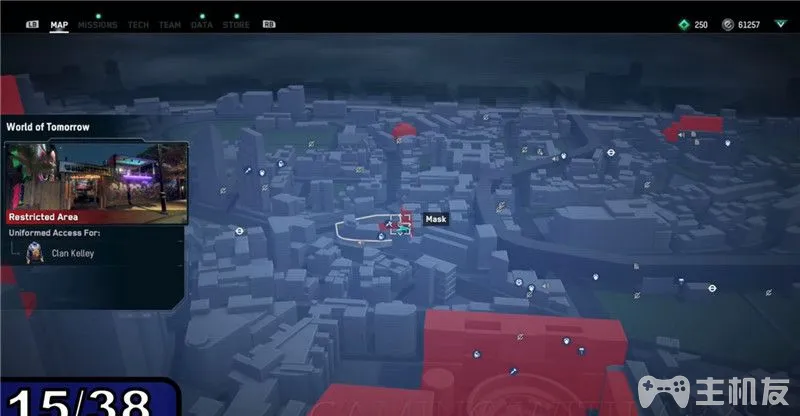 LB MAP MISSIONS TECH TEAM DATA STORE RB 250 61257
World of Tomorrow
Restricted Area
Uniformed Access For:
Clan Kelley
Mask
15/38
主机友